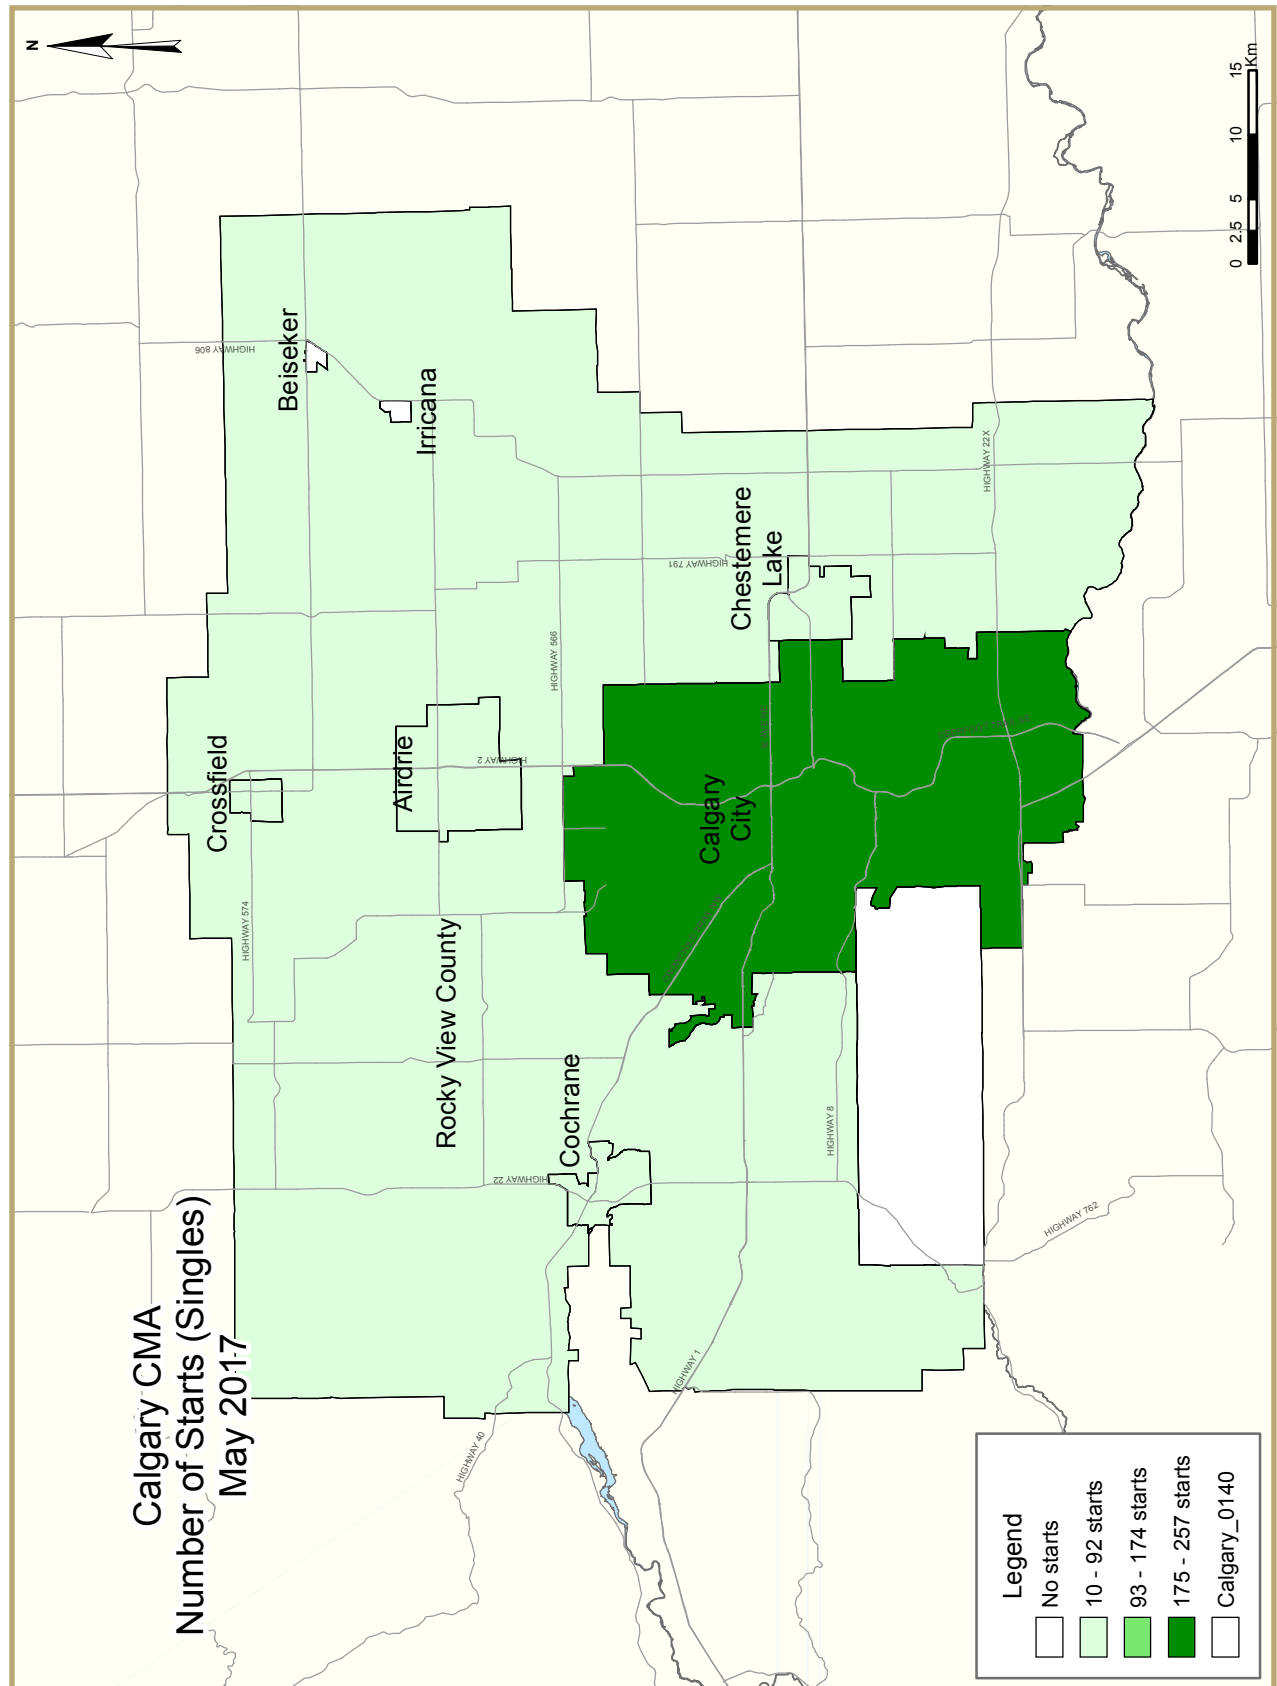 Calgary CMA
Number of Starts (Singles)
May 2017
N
Crossfield
Beiseker
Irricana
Airdrie
Rocky View County
Cochrane
Calgary
City
Chestemere
Lake
HIGHWAY 574
HIGHWAY 806
HIGHWAY 2
HIGHWAY 566
HIGHWAY 22
HIGHWAY 791
HIGHWAY 40
HIGHWAY 1
HIGHWAY 8
HIGHWAY 22X
HIGHWAY 762
Legend
No starts
10 - 92 starts
93 - 174 starts
175 - 257 starts
Calgary_0140
0 2.5 5 10 15
Km